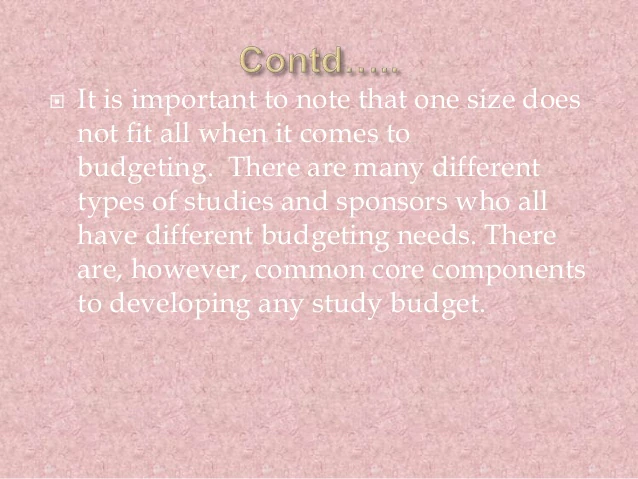 Contd…...
It is important to note that one size does
not fit all when it comes to
budgeting.  There are many different
types of studies and sponsors who all
have different budgeting needs. There
are, however, common core components
to developing any study budget.